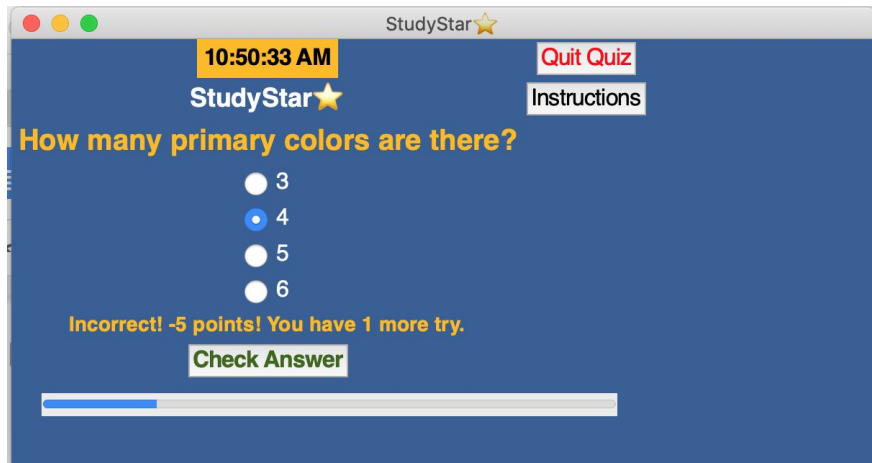 StudyStar⭐
10:50:33 AM
Quit Quiz
StudyStar⭐
Instructions
How many primary colors are there?
3
4
5
6
Incorrect! -5 points! You have 1 more try.
Check Answer